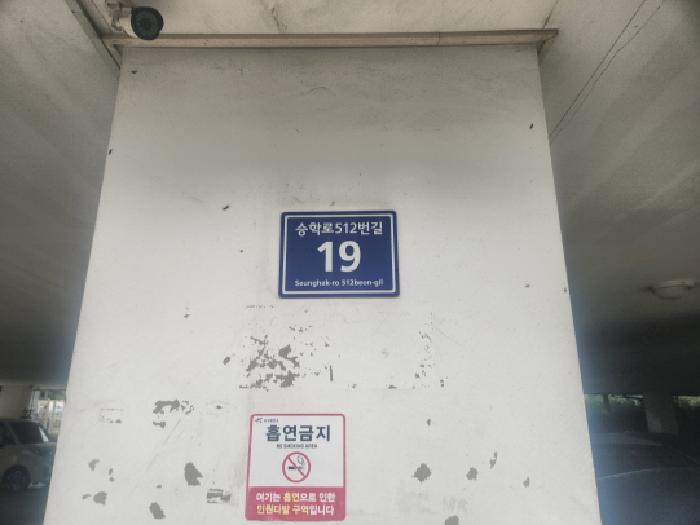 승학로512번길
19
Seunghak-ro 512beon-gil
흡연금지
NO SMOKING AREA
여기는 흡연으로 인한
민원다발 구역입니다